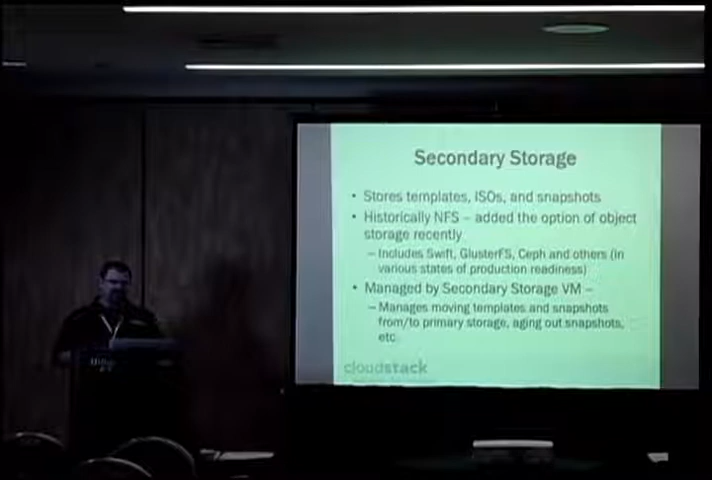 Secondary Storage
• Stores templates, ISOs, and snapshots
• Historically NFS – added the option of object
storage recently
– Includes Swift, GlusterFS, Ceph and others (in
various states of production readiness)
• Managed by Secondary Storage VM –
– Manages moving templates and snapshots
from/to primary storage, aging out snapshots,
etc
cloudstack